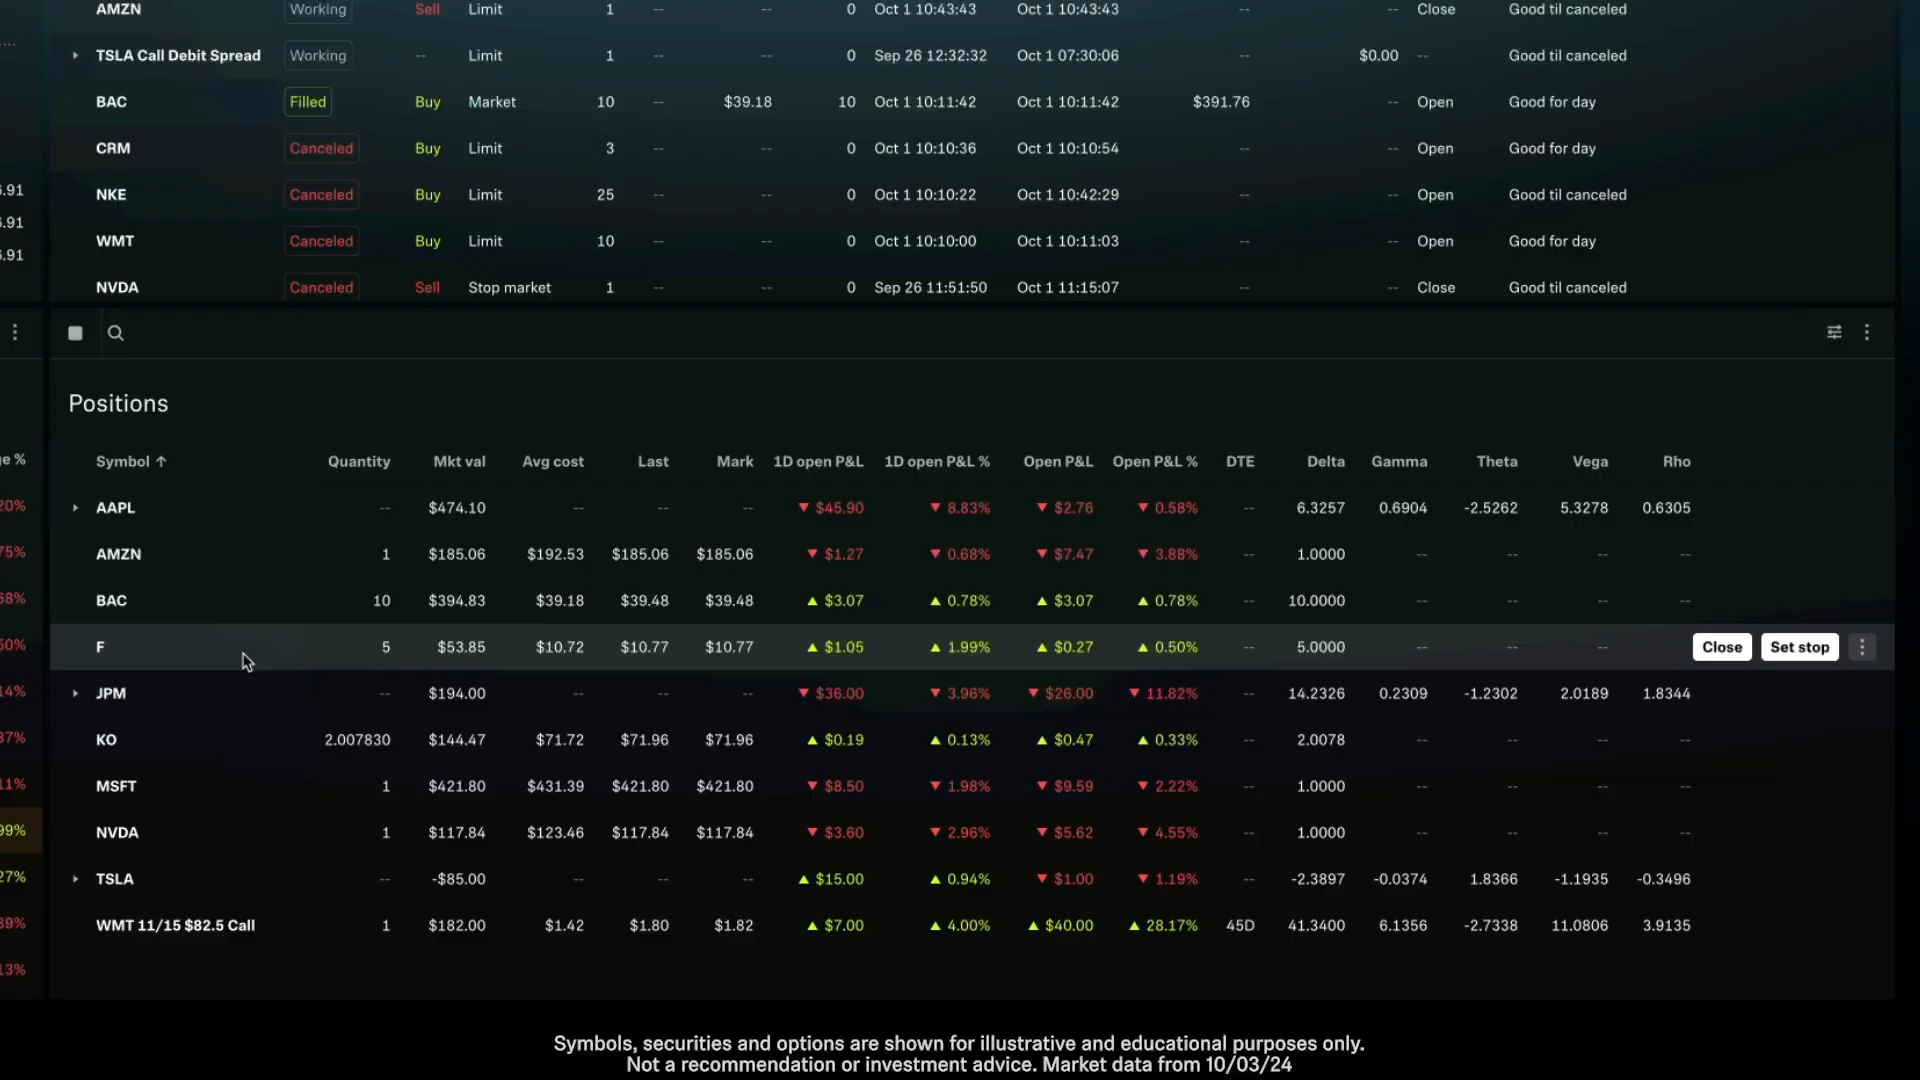 AMZN Working Sell Limit 1 -- -- 0 Oct 1 10:43:43 Oct 1 10:43:43 -- -- Close Good til canceled
TSLA Call Debit Spread Working -- Limit 1 -- -- 0 Sep 26 12:32:32 Oct 1 07:30:06 -- $0.00 -- Good til canceled
BAC Filled Buy Market 10 -- $39.18 10 Oct 1 10:11:42 Oct 1 10:11:42 $391.76 -- Open Good for day
CRM Canceled Buy Limit 3 -- -- 0 Oct 1 10:10:36 Oct 1 10:10:54 -- -- Open Good for day
NKE Canceled Buy Limit 25 -- -- 0 Oct 1 10:10:22 Oct 1 10:42:29 -- -- Open Good til canceled
WMT Canceled Buy Limit 10 -- -- 0 Oct 1 10:10:00 Oct 1 10:11:03 -- -- Open Good for day
NVDA Canceled Sell Stop market 1 -- -- 0 Sep 26 11:51:50 Oct 1 11:15:07 -- -- Close Good til canceled
Positions
Symbol ↑ Quantity Mkt val Avg cost Last Mark 1D open P&L 1D open P&L % Open P&L Open P&L % DTE Delta Gamma Theta Vega Rho
AAPL -- $474.10 -- -- -- ▼ $45.90 ▼ 8.83% ▼ $2.76 ▼ 0.58% 6.3257 0.6904 -2.5262 5.3278 0.6305
AMZN 1 $185.06 $192.53 $185.06 $185.06 ▼ $1.27 ▼ 0.68% ▼ $7.47 ▼ 3.88% -- 1.0000 -- -- -- --
BAC 10 $394.83 $39.18 $39.48 $39.48 ▲ $3.07 ▲ 0.78% ▲ $3.07 ▲ 0.78% -- 10.0000 -- -- -- --
F 5 $53.85 $10.72 $10.77 $10.77 ▲ $1.05 ▲ 1.99% ▲ $0.27 ▲ 0.50% -- 5.0000 -- -- -- -- Close Set stop
JPM -- $194.00 -- -- -- ▼ $36.00 ▼ 3.96% ▼ $26.00 ▼ 11.82% -- 14.2326 0.2309 -1.2302 2.0189 1.8344
KO 2.007830 $144.47 $71.72 $71.96 $71.96 ▲ $0.19 ▲ 0.13% ▲ $0.47 ▲ 0.33% -- 2.0078 -- -- -- --
MSFT 1 $421.80 $431.39 $421.80 $421.80 ▼ $8.50 ▼ 1.98% ▼ $9.59 ▼ 2.22% -- 1.0000 -- -- -- --
NVDA 1 $117.84 $123.46 $117.84 $117.84 ▼ $3.60 ▼ 2.96% ▼ $5.62 ▼ 4.55% -- 1.0000 -- -- -- --
TSLA -- -$85.00 -- -- -- ▲ $15.00 ▲ 0.94% ▼ $1.00 ▼ 1.19% -- -2.3897 -0.0374 1.8366 -1.1935 -0.3496
WMT 11/15 $82.5 Call 1 $182.00 $1.42 $1.80 $1.82 ▲ $7.00 ▲ 4.00% ▲ $40.00 ▲ 28.17% 45D 41.3400 6.1356 -2.7338 11.0806 3.9135
Symbols, securities and options are shown for illustrative and educational purposes only.
Not a recommendation or investment advice. Market data from 10/03/24